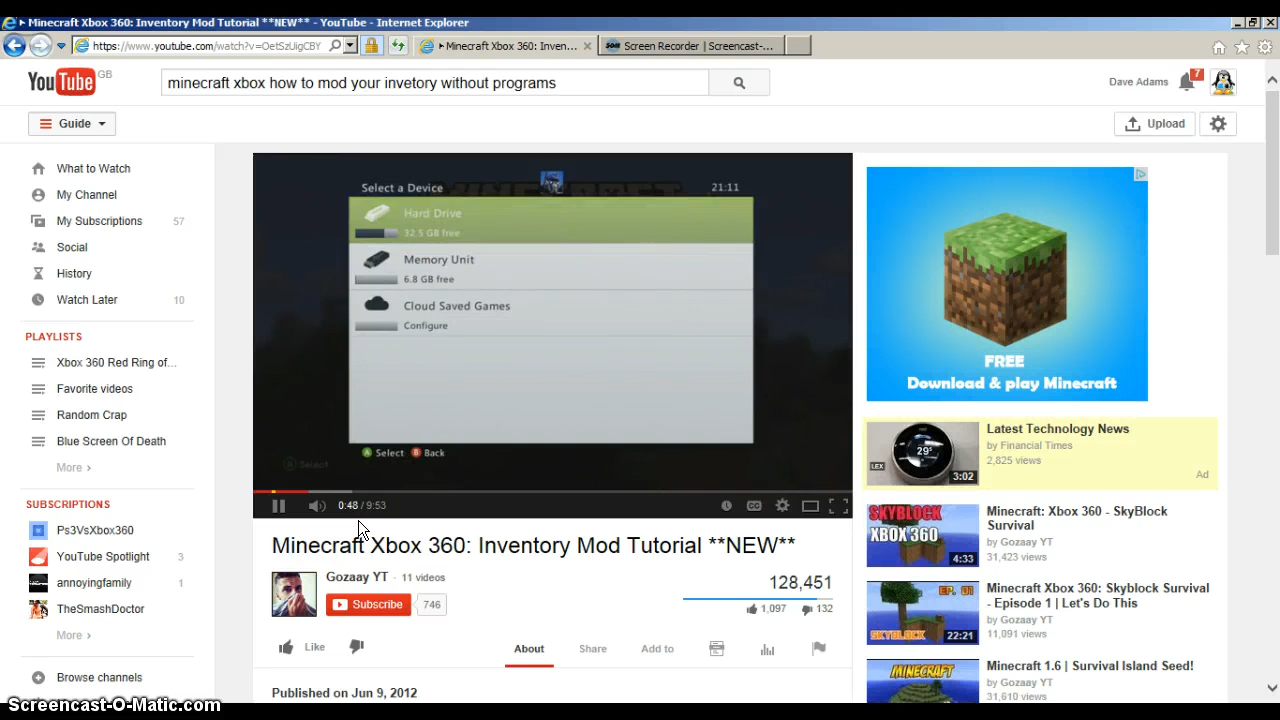 Minecraft Xbox 360: Inventory Mod Tutorial **NEW** - YouTube - Internet Explorer
https://www.youtube.com/watch?v=OetSzUigCBY
Minecraft Xbox 360: Inven...
Screen Recorder | Screencast-...
YouTube GB
minecraft xbox how to mod your invetory without programs
Dave Adams
7
Guide
Upload
What to Watch
My Channel
My Subscriptions 57
Social
History
Watch Later 10
PLAYLISTS
Xbox 360 Red Ring of...
Favorite videos
Random Crap
Blue Screen Of Death
More ›
SUBSCRIPTIONS
Ps3VsXbox360
YouTube Spotlight 3
annoyingfamily 1
TheSmashDoctor
More ›
Browse channels
Select a Device 21:11
Hard Drive
32.5 GB free
Memory Unit
6.8 GB free
Cloud Saved Games
Configure
A Select B Back
A Select
0:48 / 9:53
CC
Minecraft Xbox 360: Inventory Mod Tutorial **NEW**
Gozaay YT · 11 videos
Subscribe 746
128,451
1,097 132
Like
About Share Add to
Published on Jun 9, 2012
FREE
Download & play Minecraft
Latest Technology News
by Financial Times
2,825 views
Ad
LEX
29°
3:02
SKYBLOCK
XBOX 360
4:33
Minecraft: Xbox 360 - SkyBlock
Survival
by Gozaay YT
31,423 views
EP. 01
SKYBLOCK
22:21
Minecraft Xbox 360: Skyblock Survival
- Episode 1 | Let's Do This
by Gozaay YT
11,091 views
MINECRAFT
Minecraft 1.6 | Survival Island Seed!
by Gozaay YT
31,610 views
Screencast-O-Matic.com